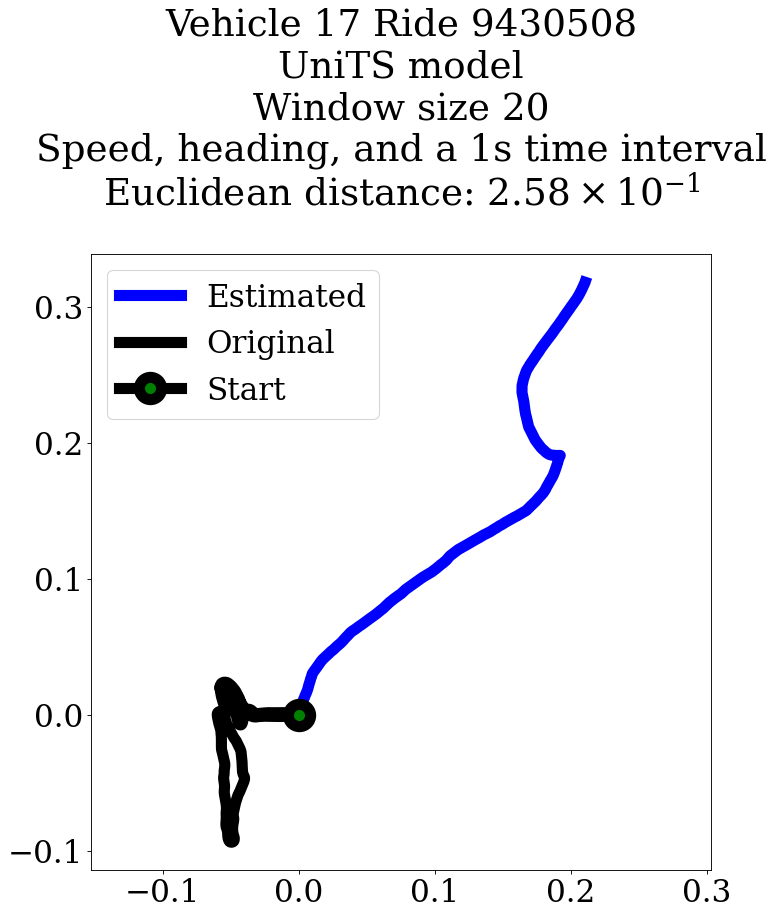 Vehicle 17 Ride 9430508
UniTS model
Window size 20
Speed, heading, and a 1s time interval
Euclidean distance: 2.58 × 10⁻¹
Estimated
Original
Start
0.3
0.2
0.1
0.0
−0.1
−0.1 0.0 0.1 0.2 0.3